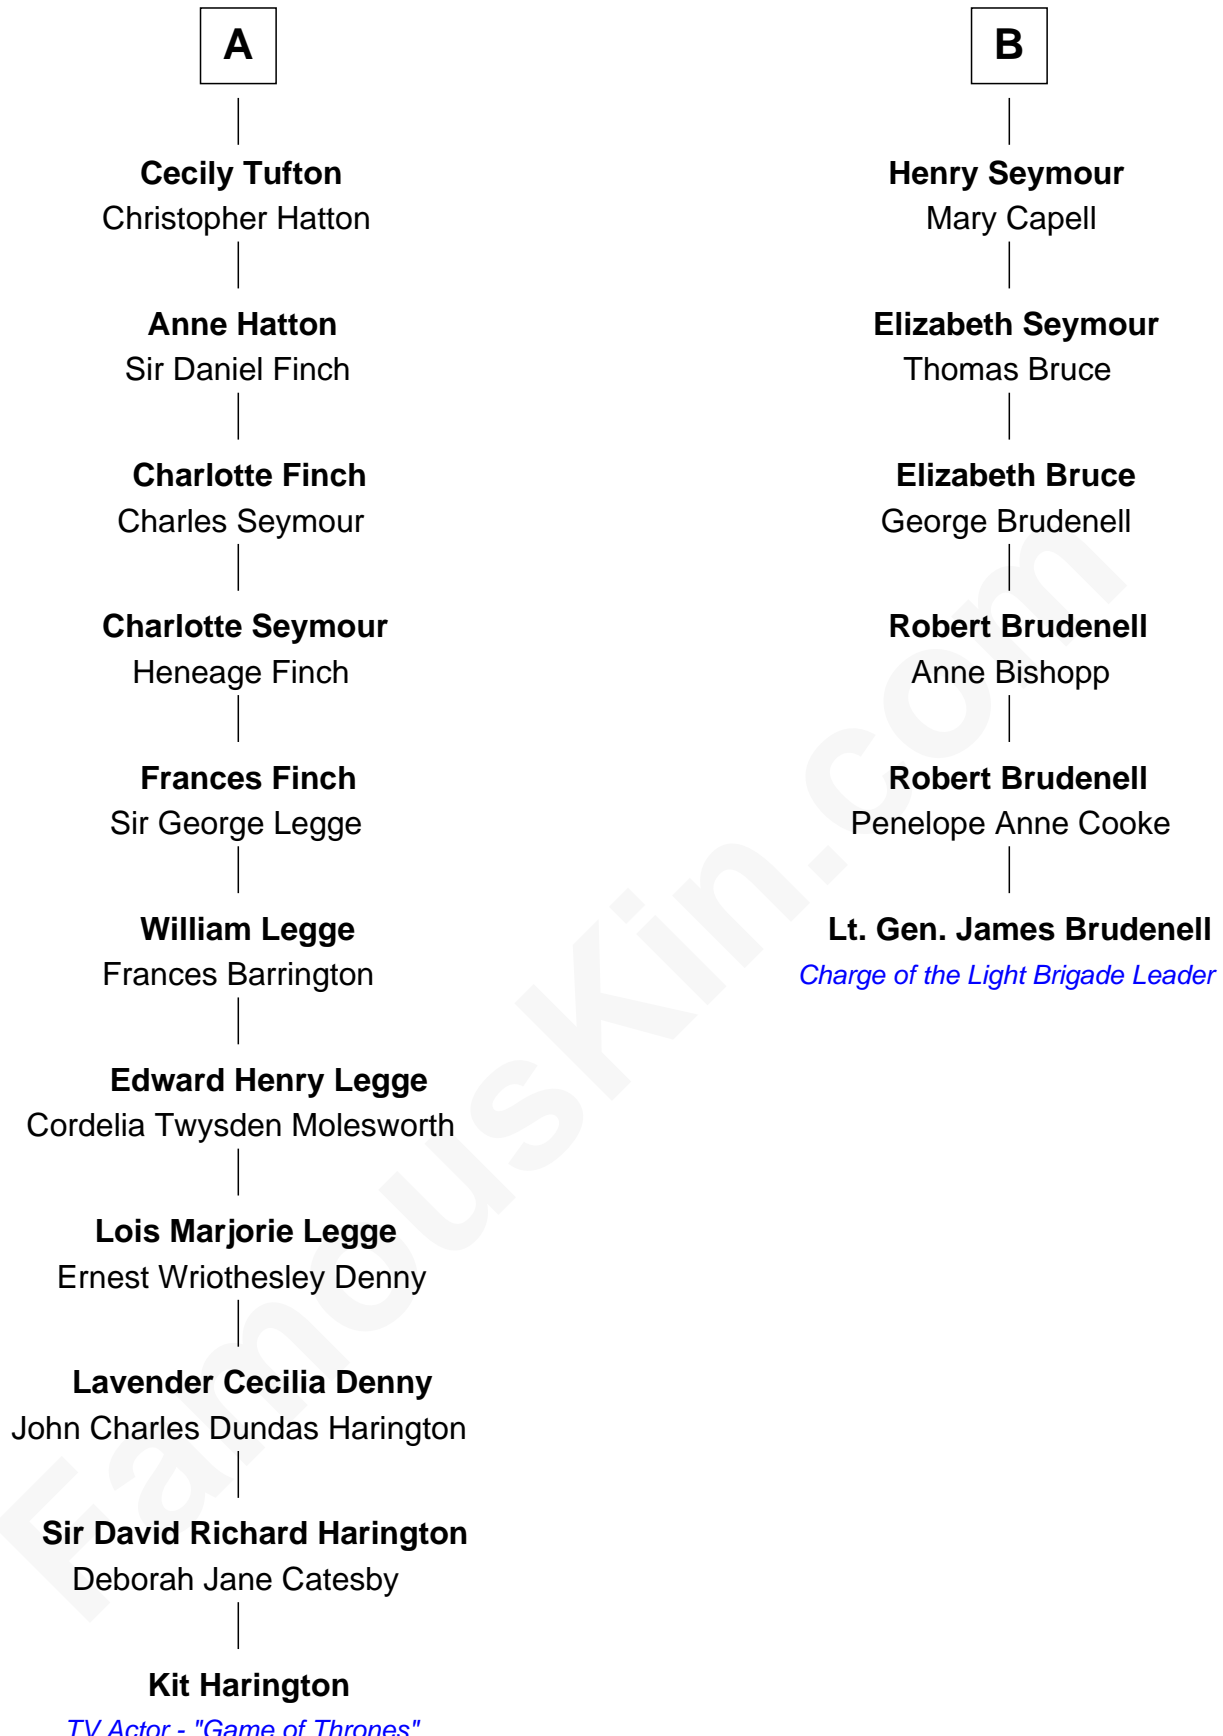 A
Cecily Tufton
Christopher Hatton
Anne Hatton
Sir Daniel Finch
Charlotte Finch
Charles Seymour
Charlotte Seymour
Heneage Finch
Frances Finch
Sir George Legge
William Legge
Frances Barrington
Edward Henry Legge
Cordelia Twysden Molesworth
Lois Marjorie Legge
Ernest Wriothesley Denny
Lavender Cecilia Denny
John Charles Dundas Harington
Sir David Richard Harington
Deborah Jane Catesby
Kit Harington
TV Actor - "Game of Thrones"
B
Henry Seymour
Mary Capell
Elizabeth Seymour
Thomas Bruce
Elizabeth Bruce
George Brudenell
Robert Brudenell
Anne Bishopp
Robert Brudenell
Penelope Anne Cooke
Lt. Gen. James Brudenell
Charge of the Light Brigade Leader
FamousKin.com